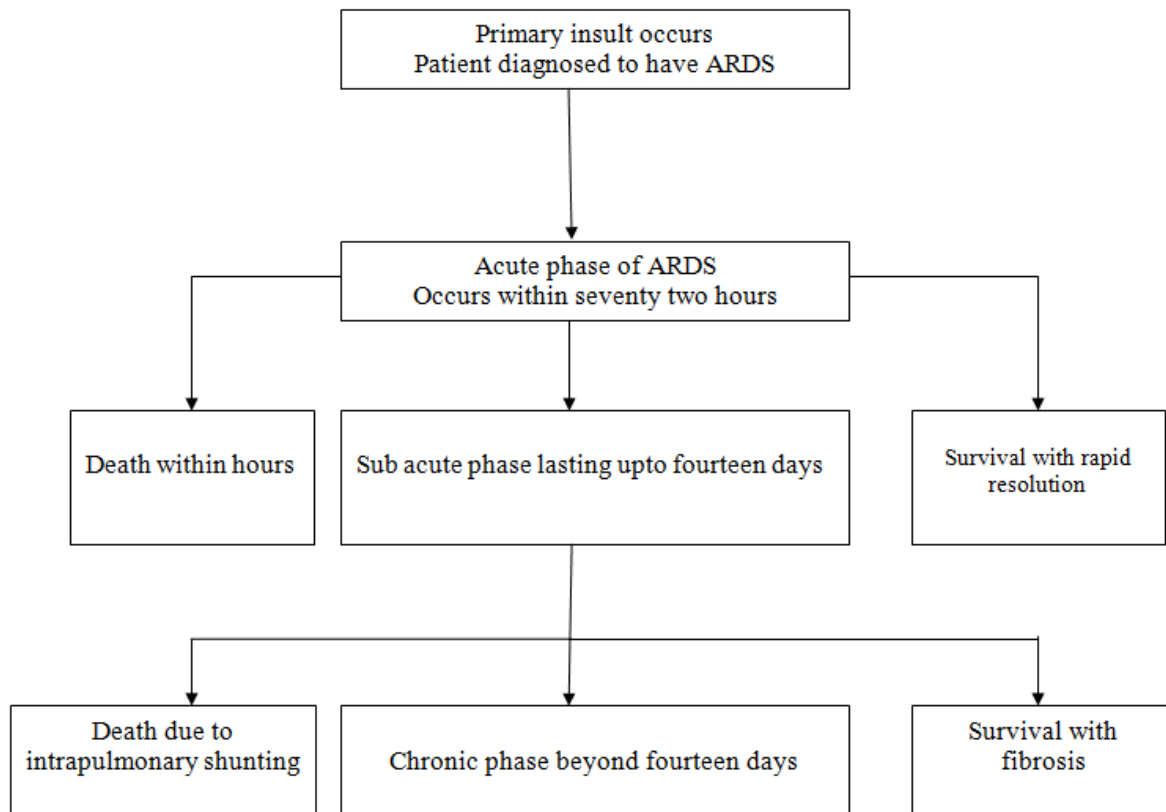 Primary insult occurs
Patient diagnosed to have ARDS
Acute phase of ARDS
Occurs within seventy two hours
Death within hours
Sub acute phase lasting upto fourteen days
Survival with rapid
resolution
Death due to
intrapulmonary shunting
Chronic phase beyond fourteen days
Survival with
fibrosis